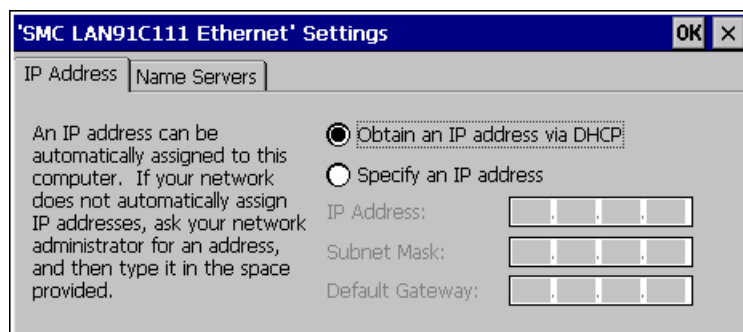 'SMC LAN91C111 Ethernet' Settings OK ×
IP Address Name Servers
An IP address can be
automatically assigned to this
computer. If your network
does not automatically assign
IP addresses, ask your network
administrator for an address,
and then type it in the space
provided.
Obtain an IP address via DHCP
Specify an IP address
IP Address: . . .
Subnet Mask: . . .
Default Gateway: . . .